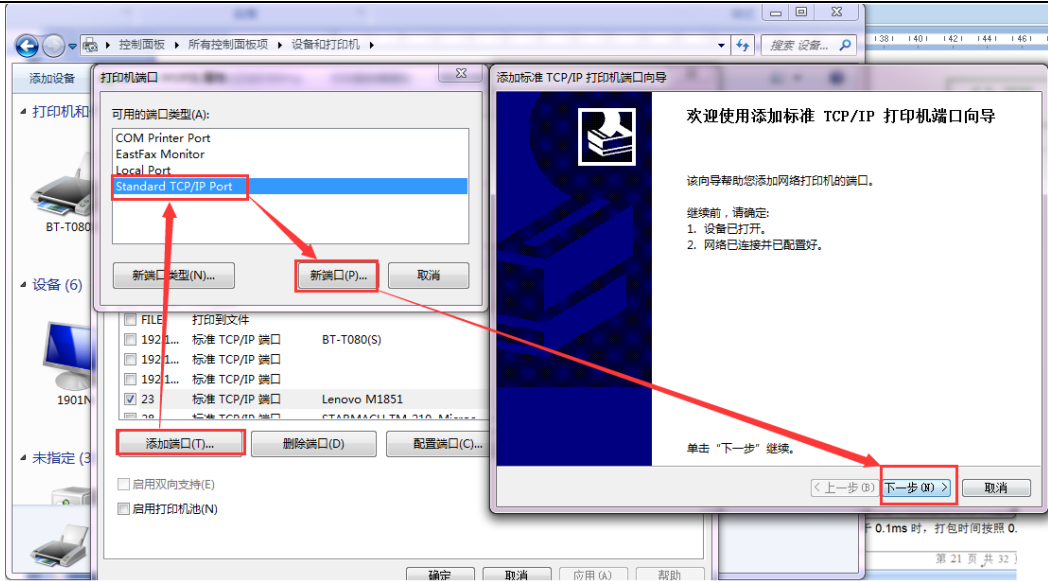 控制面板 ▸ 所有控制面板项 ▸ 设备和打印机 ▸
搜索 设备...
138 140 142 144 146
添加设备
打印机和
BT-T080
设备 (6)
1901N
未指定 (3
打印机端口
可用的端口类型(A):
COM Printer Port
EastFax Monitor
Local Port
Standard TCP/IP Port
新端口类型(N)...
新端口(P)...
取消
FILE: 打印到文件
192.1... 标准 TCP/IP 端口 BT-T080(S)
192.1... 标准 TCP/IP 端口
192.1... 标准 TCP/IP 端口
23 标准 TCP/IP 端口 Lenovo M1851
添加端口(T)...
删除端口(D)
配置端口(C)...
启用双向支持(E)
启用打印机池(N)
确定
取消
应用(A)
帮助
添加标准 TCP/IP 打印机端口向导
欢迎使用添加标准 TCP/IP 打印机端口向导
该向导帮助您添加网络打印机的端口。
继续前，请确定:
1. 设备已打开。
2. 网络已连接并已配置好。
单击“下一步”继续。
< 上一步(B)
下一步(N) >
取消
于 0.1ms 时，打包时间按照 0.
第 21 页 共 32